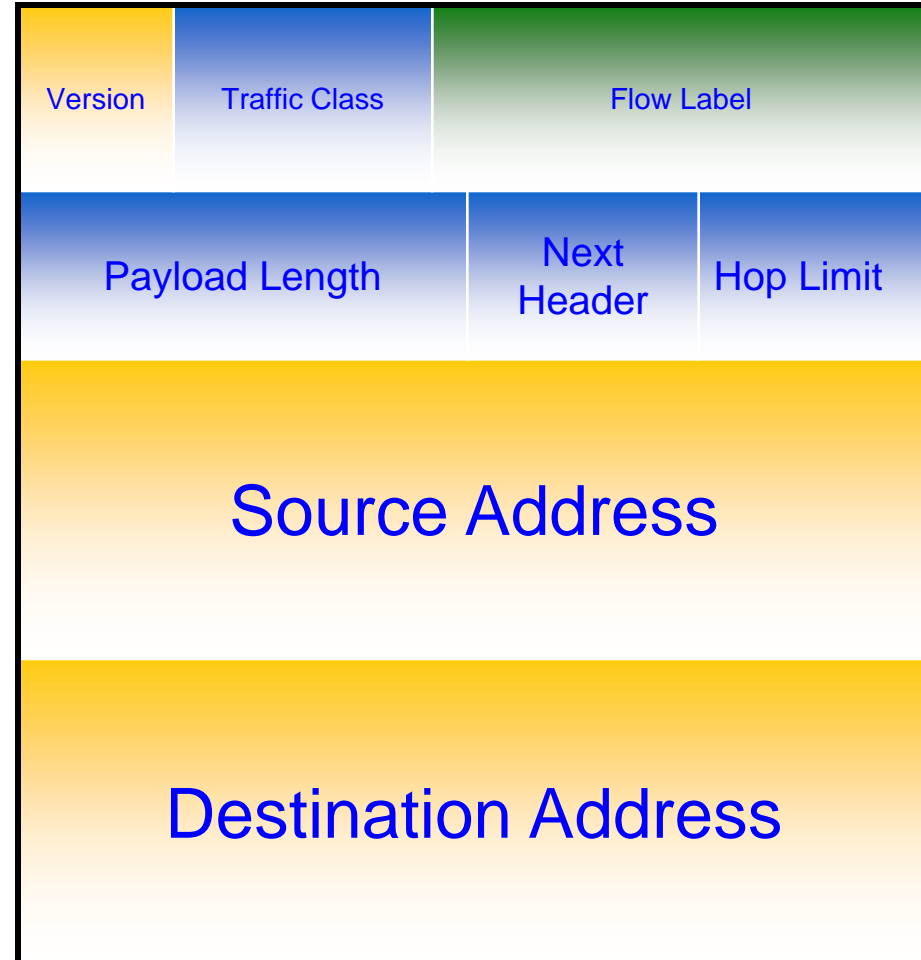 Version
Traffic Class
Flow Label
Payload Length
Next
Header
Hop Limit
Source Address
Destination Address